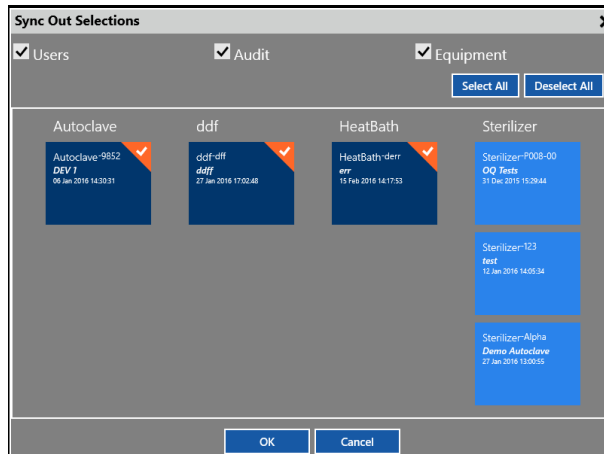 Sync Out Selections
Users Audit Equipment
Select All Deselect All
Autoclave ddf HeatBath Sterilizer
Autoclave-9852
DEV 1
06 Jan 2016 14:30:31
ddf-dff
ddff
27 Jan 2016 17:02:48
HeatBath-derr
err
15 Feb 2016 14:17:53
Sterilizer-P008-00
OQ Tests
31 Dec 2015 15:29:44
Sterilizer-123
test
12 Jan 2016 14:05:34
Sterilizer-Alpha
Demo Autoclave
27 Jan 2016 13:00:55
OK Cancel